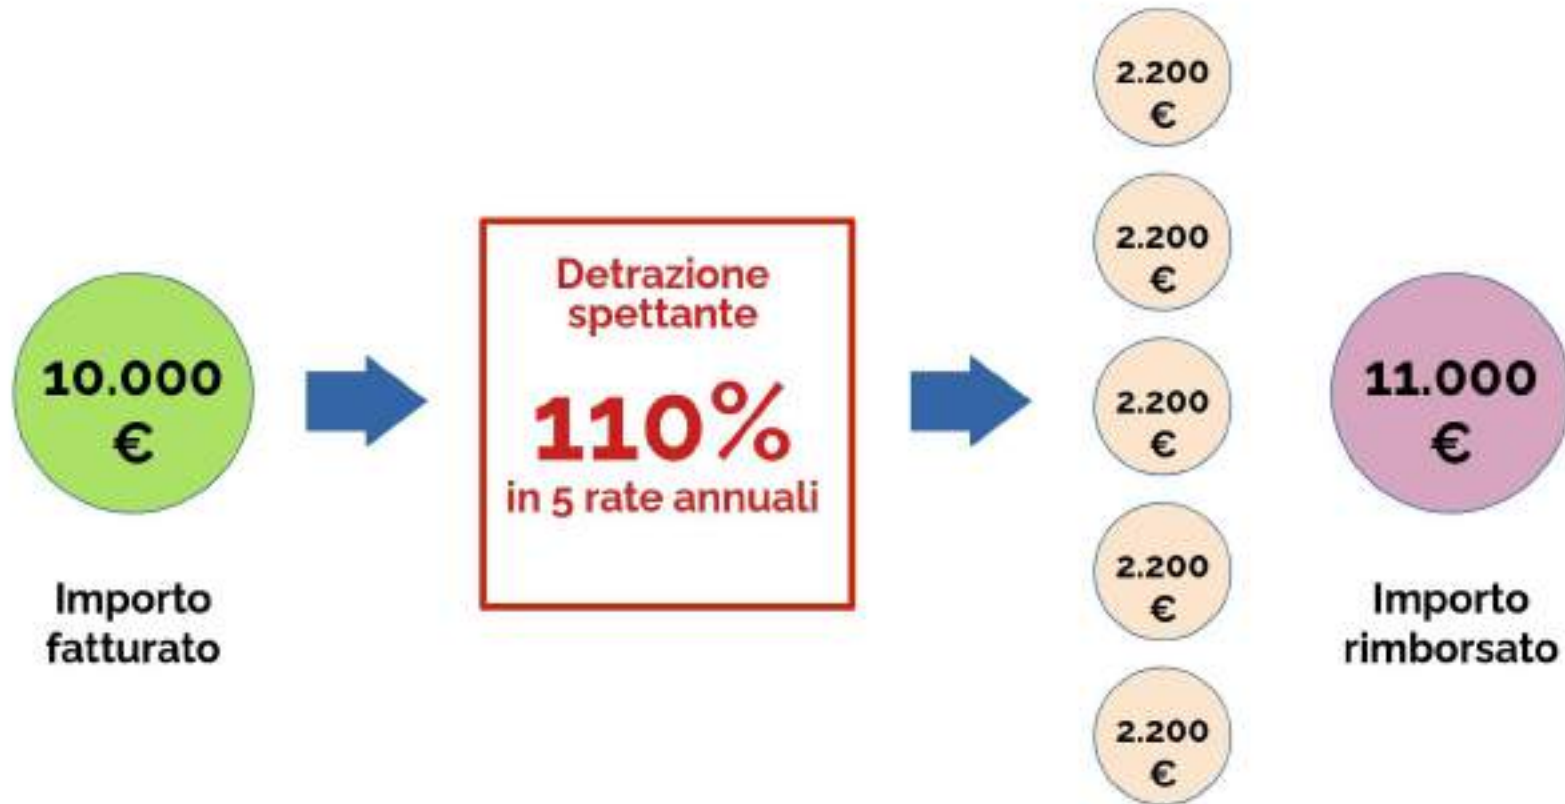 10.000
€
Importo
fatturato
Detrazione
spettante
110%
in 5 rate annuali
2.200
€
2.200
€
2.200
€
2.200
€
2.200
€
11.000
€
Importo
rimborsato